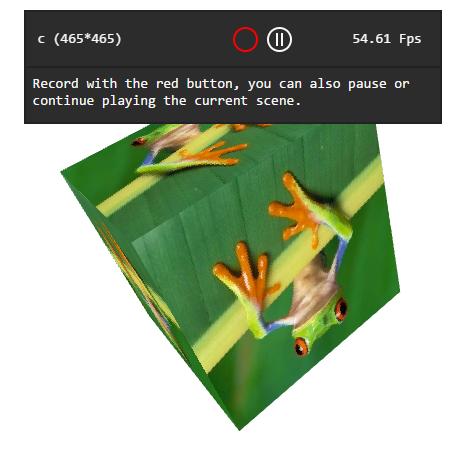 c (465*465) 54.61 Fps
Record with the red button, you can also pause or
continue playing the current scene.